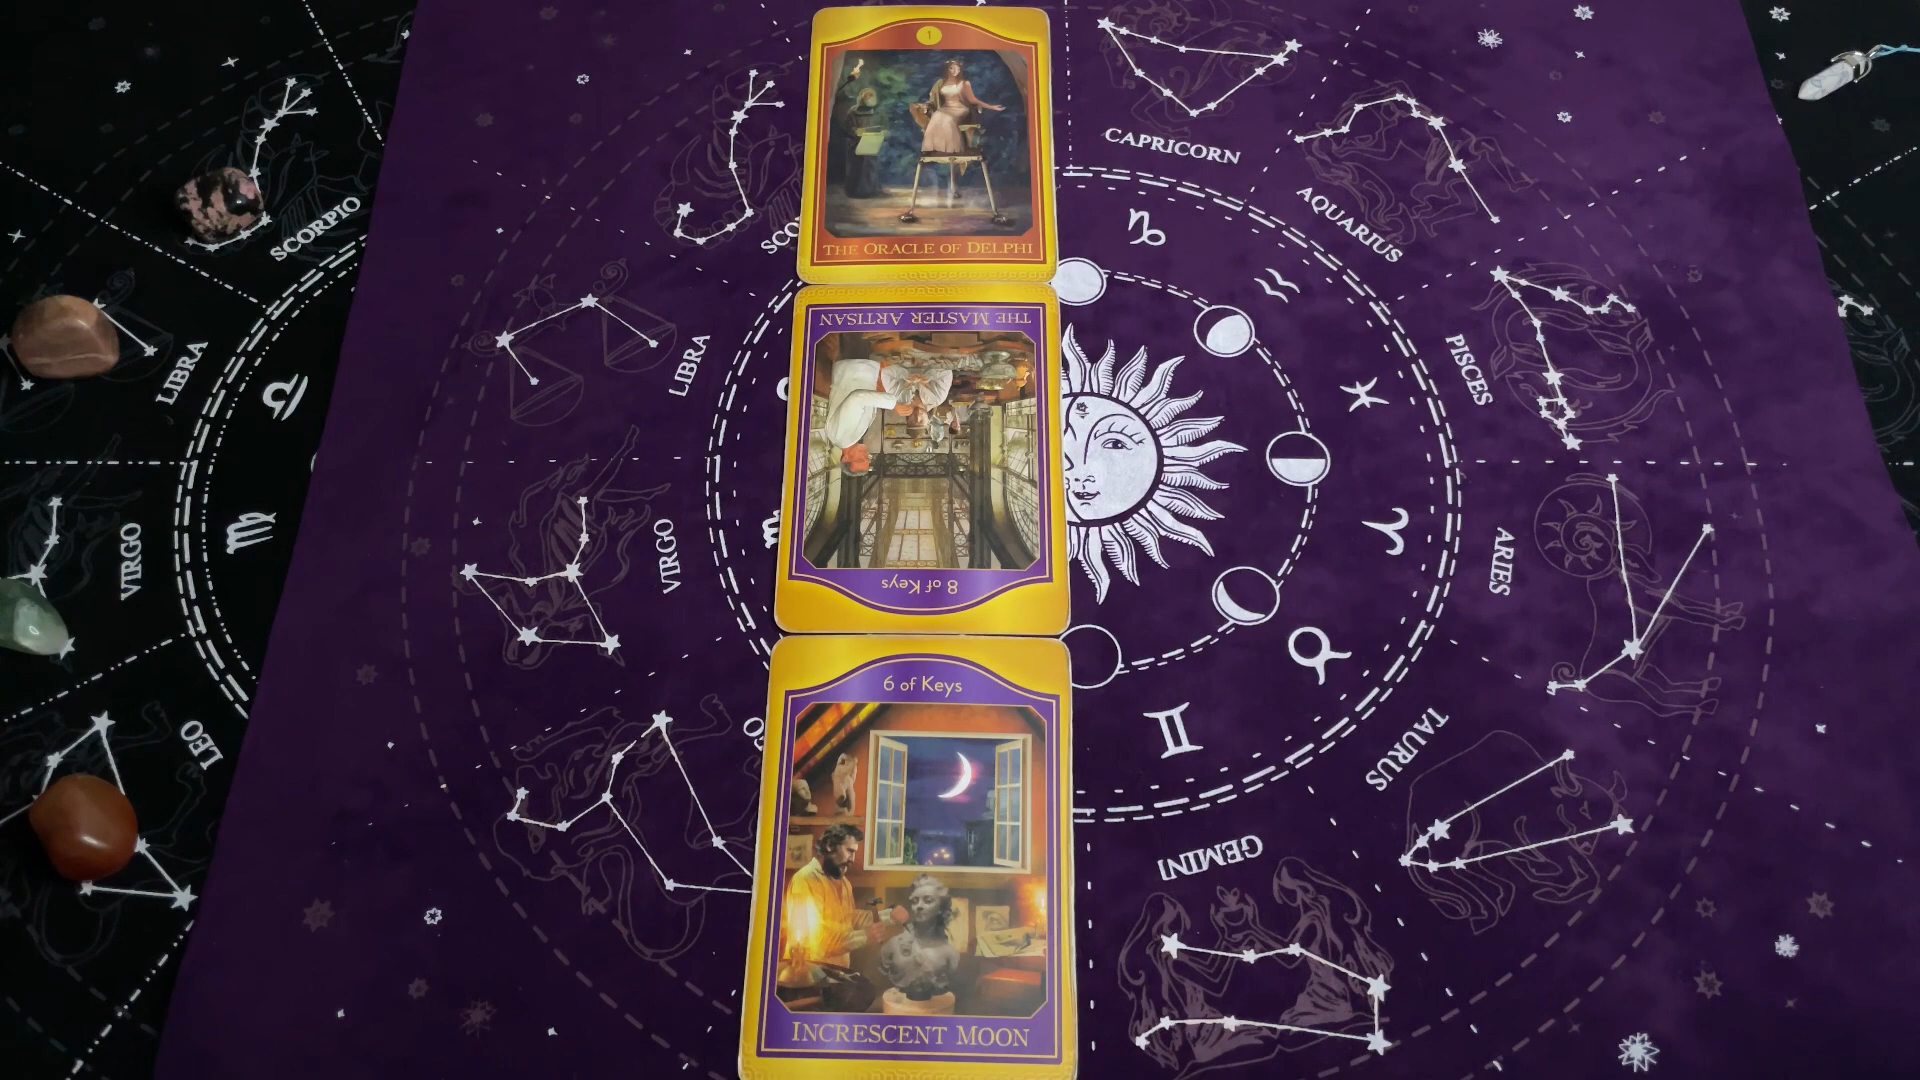 1
THE ORACLE OF DELPHI
THE MASTER ARTISAN
8 of Keys
6 of Keys
INCRESCENT MOON
CAPRICORN
AQUARIUS
PISCES
ARIES
TAURUS
GEMINI
LIBRA
VIRGO
SCORPIO
LIBRA
VIRGO
LEO